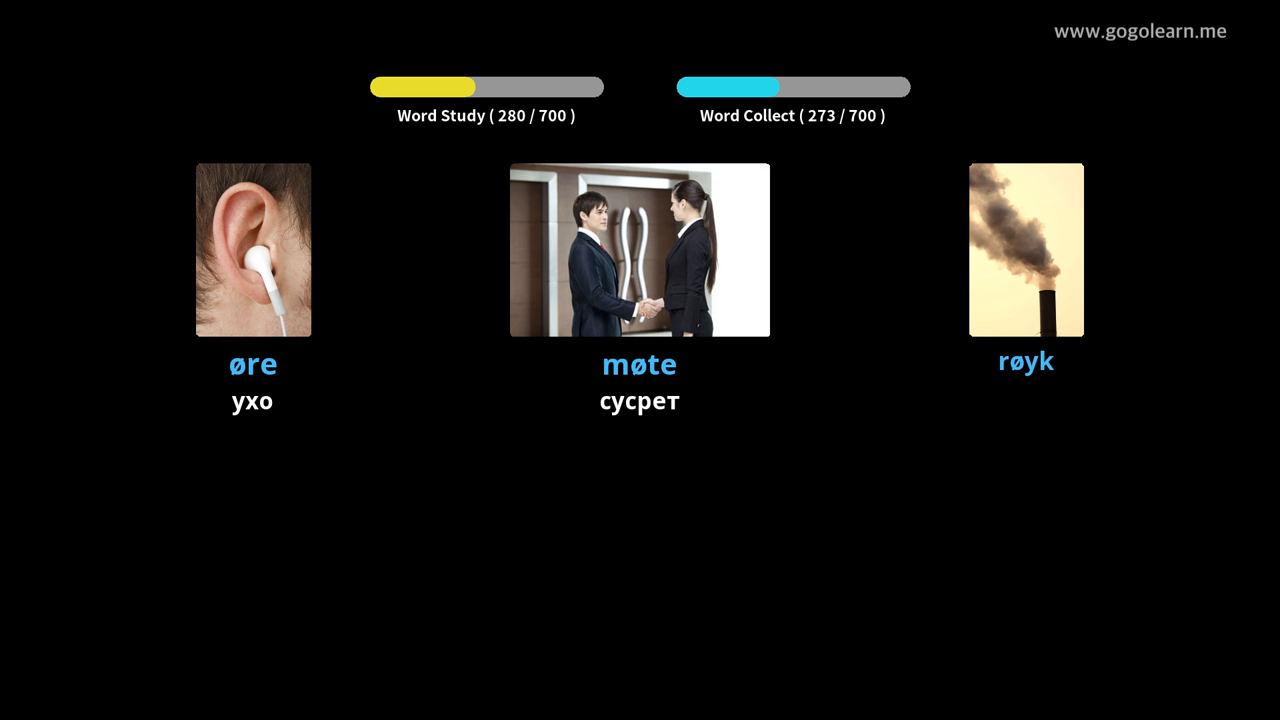 www.gogolearn.me
Word Study ( 280 / 700 )
Word Collect ( 273 / 700 )
øre
møte
røyk
ухо
сусрет